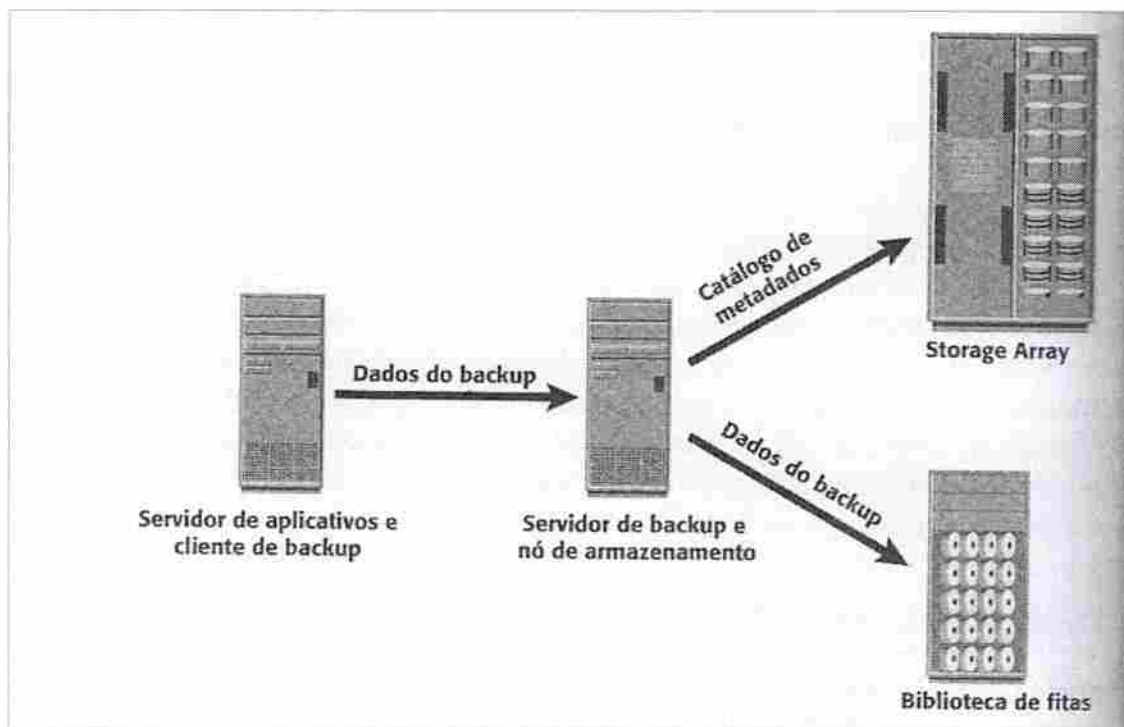 Catálogo de
metadados
Storage Array
Dados do backup
Dados do backup
Servidor de aplicativos e
cliente de backup
Servidor de backup e
nó de armazenamento
Biblioteca de fitas